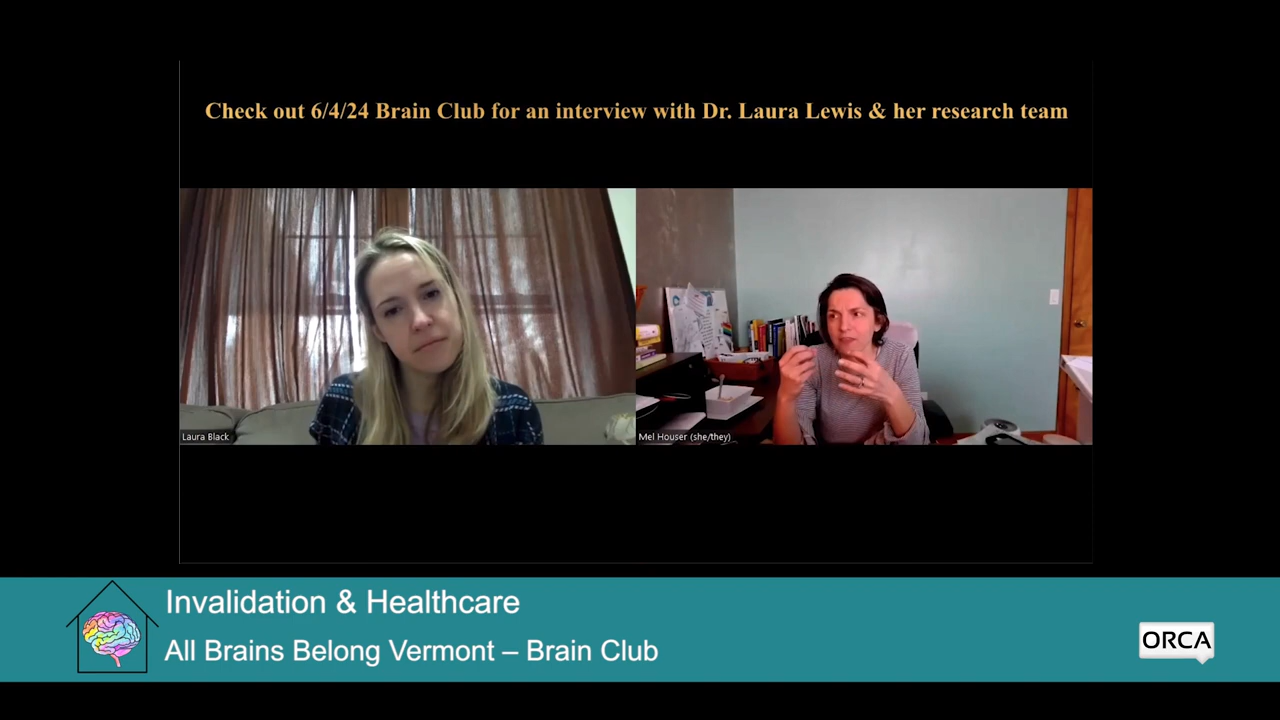 Check out 6/4/24 Brain Club for an interview with Dr. Laura Lewis & her research team
Laura Black
Mel Houser (she/they)
Invalidation & Healthcare
All Brains Belong Vermont – Brain Club
ORCA